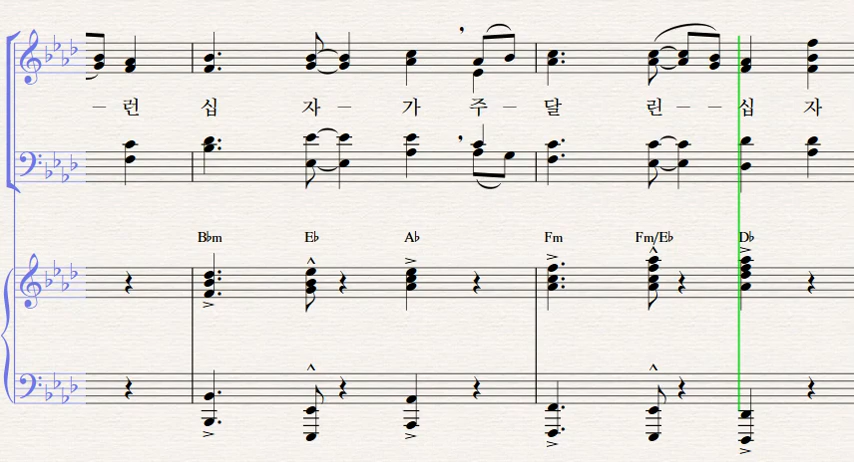 – 런 십 자 – 가 주 – 달 린 – – 십 자
B♭m E♭ A♭ Fm Fm/E♭ D♭